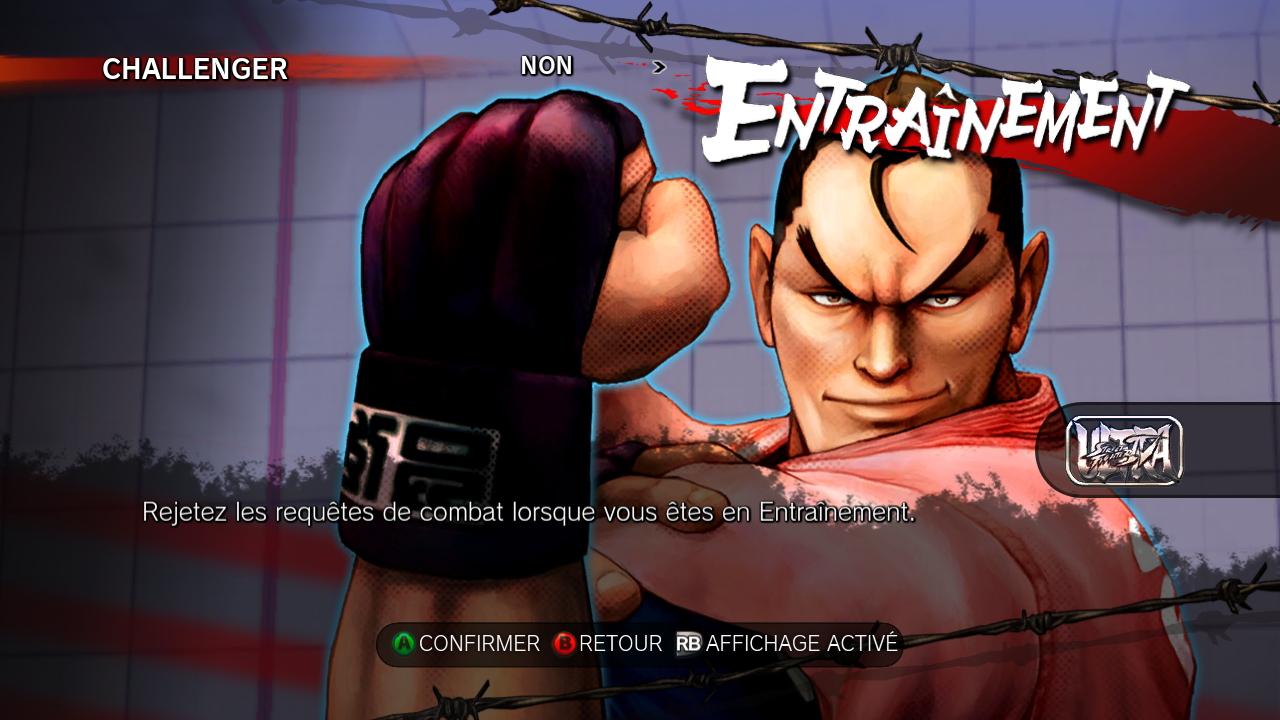 CHALLENGER NON
ENTRAÎNEMENT
Rejetez les requêtes de combat lorsque vous êtes en Entraînement.
A CONFIRMER B RETOUR RB AFFICHAGE ACTIVÉ